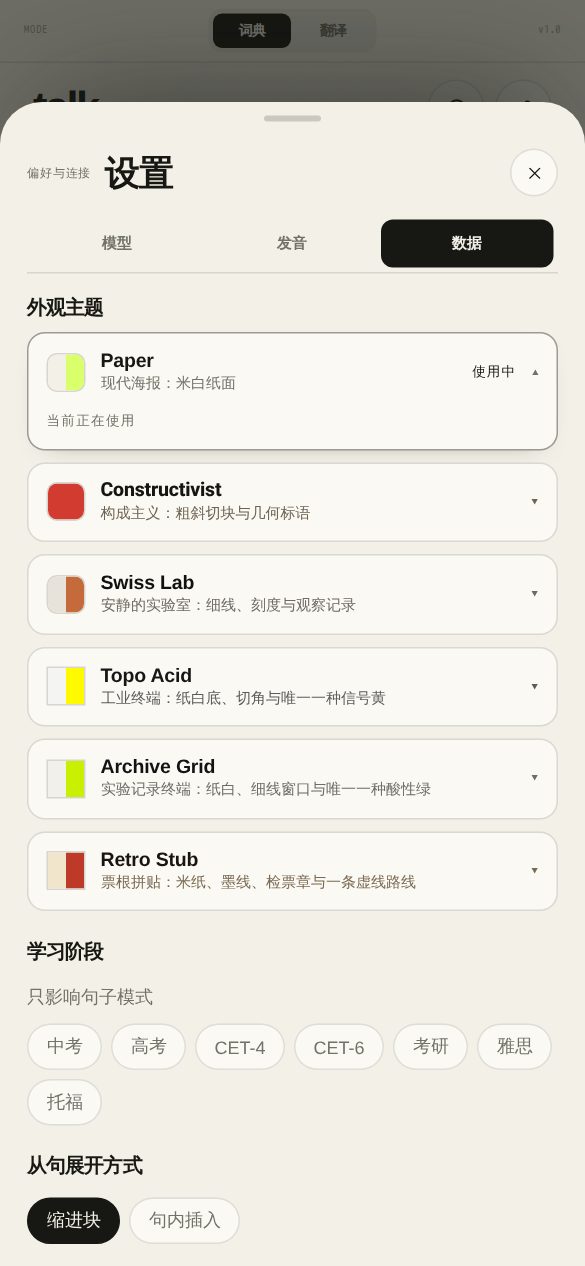 MODE
词典
翻译
v1.0
talk
偏好与连接
设置
模型
发音
数据
外观主题
Paper
现代海报：米白纸面
使用中
当前正在使用
Constructivist
构成主义：粗斜切块与几何标语
Swiss Lab
安静的实验室：细线、刻度与观察记录
Topo Acid
工业终端：纸白底、切角与唯一一种信号黄
Archive Grid
实验记录终端：纸白、细线窗口与唯一一种酸性绿
Retro Stub
票根拼贴：米纸、墨线、检票章与一条虚线路线
学习阶段
只影响句子模式
中考
高考
CET-4
CET-6
考研
雅思
托福
从句展开方式
缩进块
句内插入